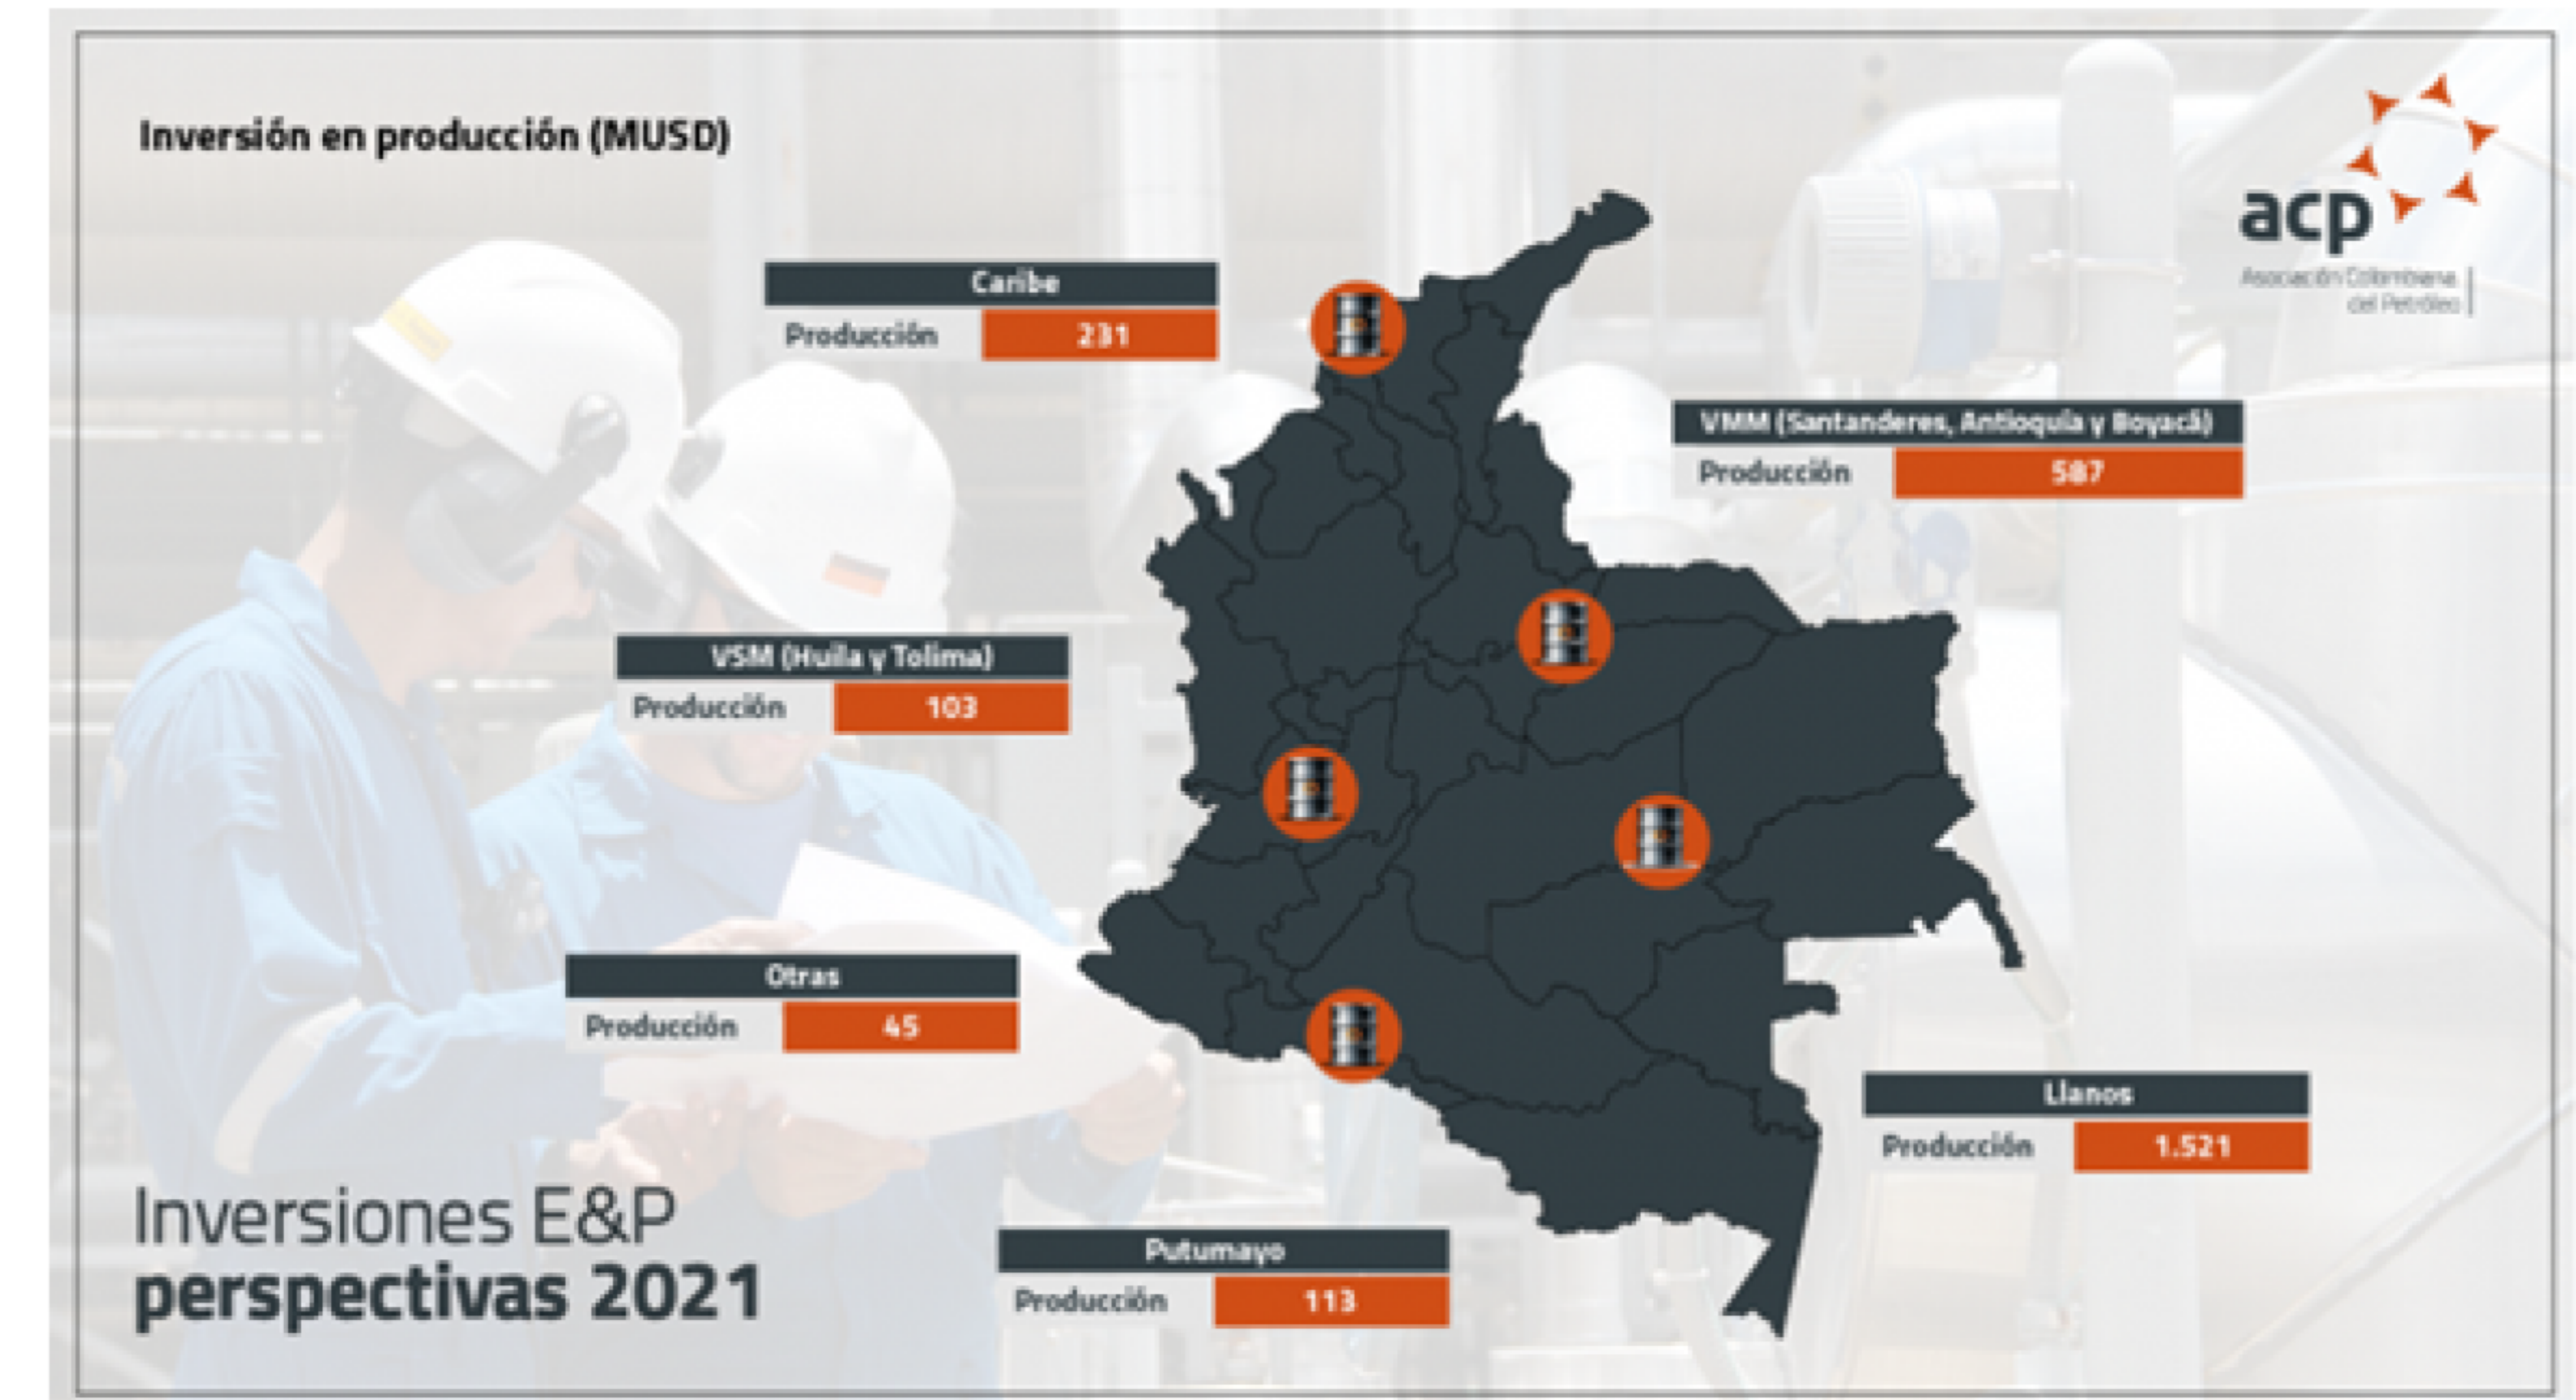 Inversión en producción (MUSD)
acp
Asociación Colombiana
del Petróleo
Caribe
Producción 231
VMM (Santanderes, Antioquía y Boyacá)
Producción 587
VSM (Huila y Tolima)
Producción 103
Otras
Producción 45
Llanos
Producción 1.521
Putumayo
Producción 113
Inversiones E&P
perspectivas 2021